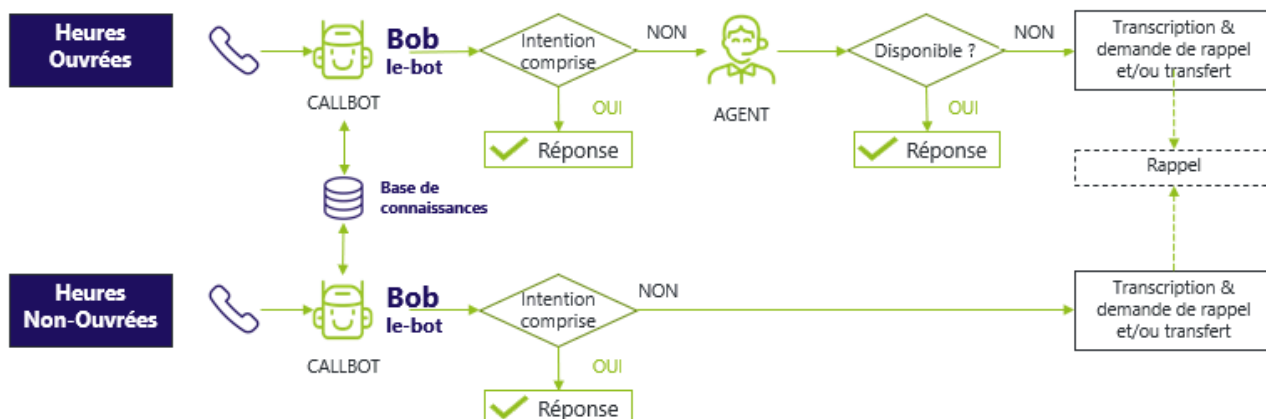 Heures
Ouvrées
CALLBOT
Bob
le-bot
Intention
comprise
NON
OUI
Réponse
AGENT
Disponible ?
NON
OUI
Réponse
Transcription &
demande de rappel
et/ou transfert
Rappel
Base de
connaissances
Heures
Non-Ouvrées
CALLBOT
Bob
le-bot
Intention
comprise
NON
OUI
Réponse
Transcription &
demande de rappel
et/ou transfert